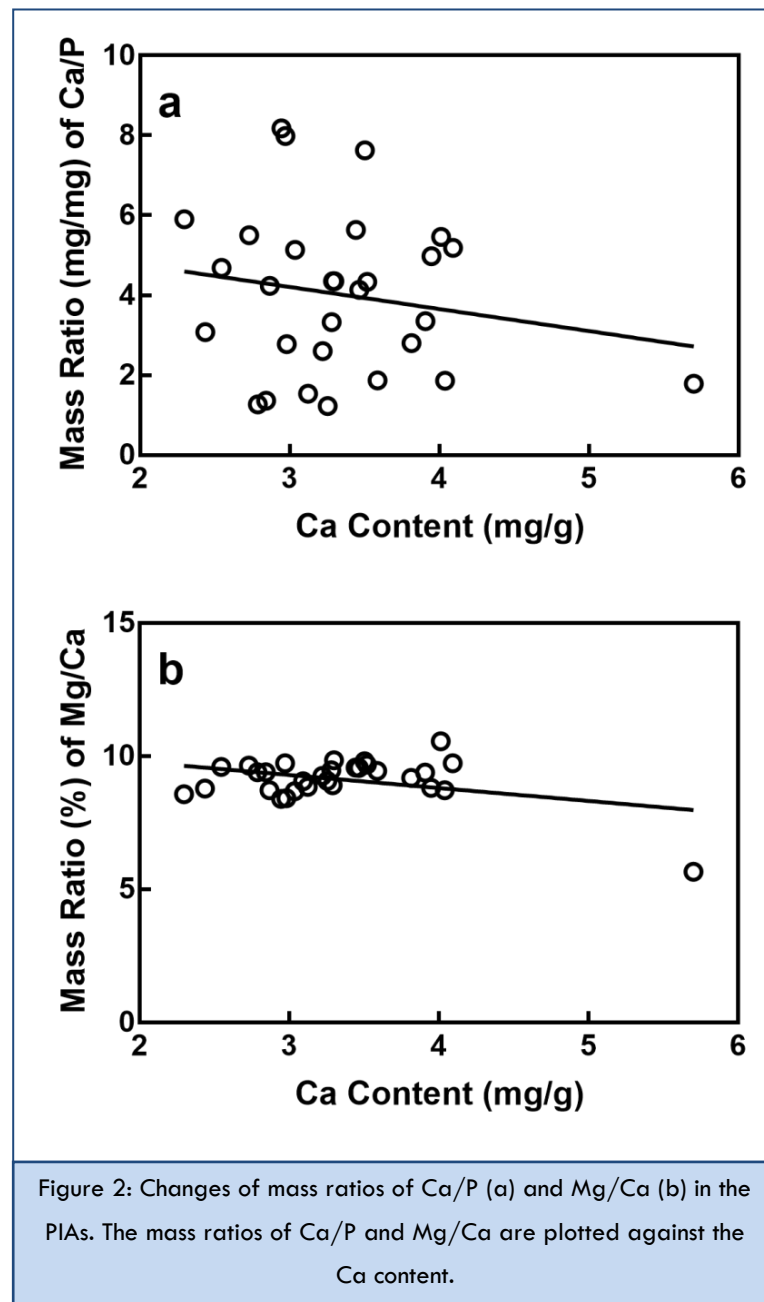 a
10
8
6
4
2
0
Mass Ratio (mg/mg) of Ca/P
2 3 4 5 6
Ca Content (mg/g)
b
15
10
5
0
Mass Ratio (%) of Mg/Ca
2 3 4 5 6
Ca Content (mg/g)
Figure 2: Changes of mass ratios of Ca/P (a) and Mg/Ca (b) in the
PIAs. The mass ratios of Ca/P and Mg/Ca are plotted against the
Ca content.